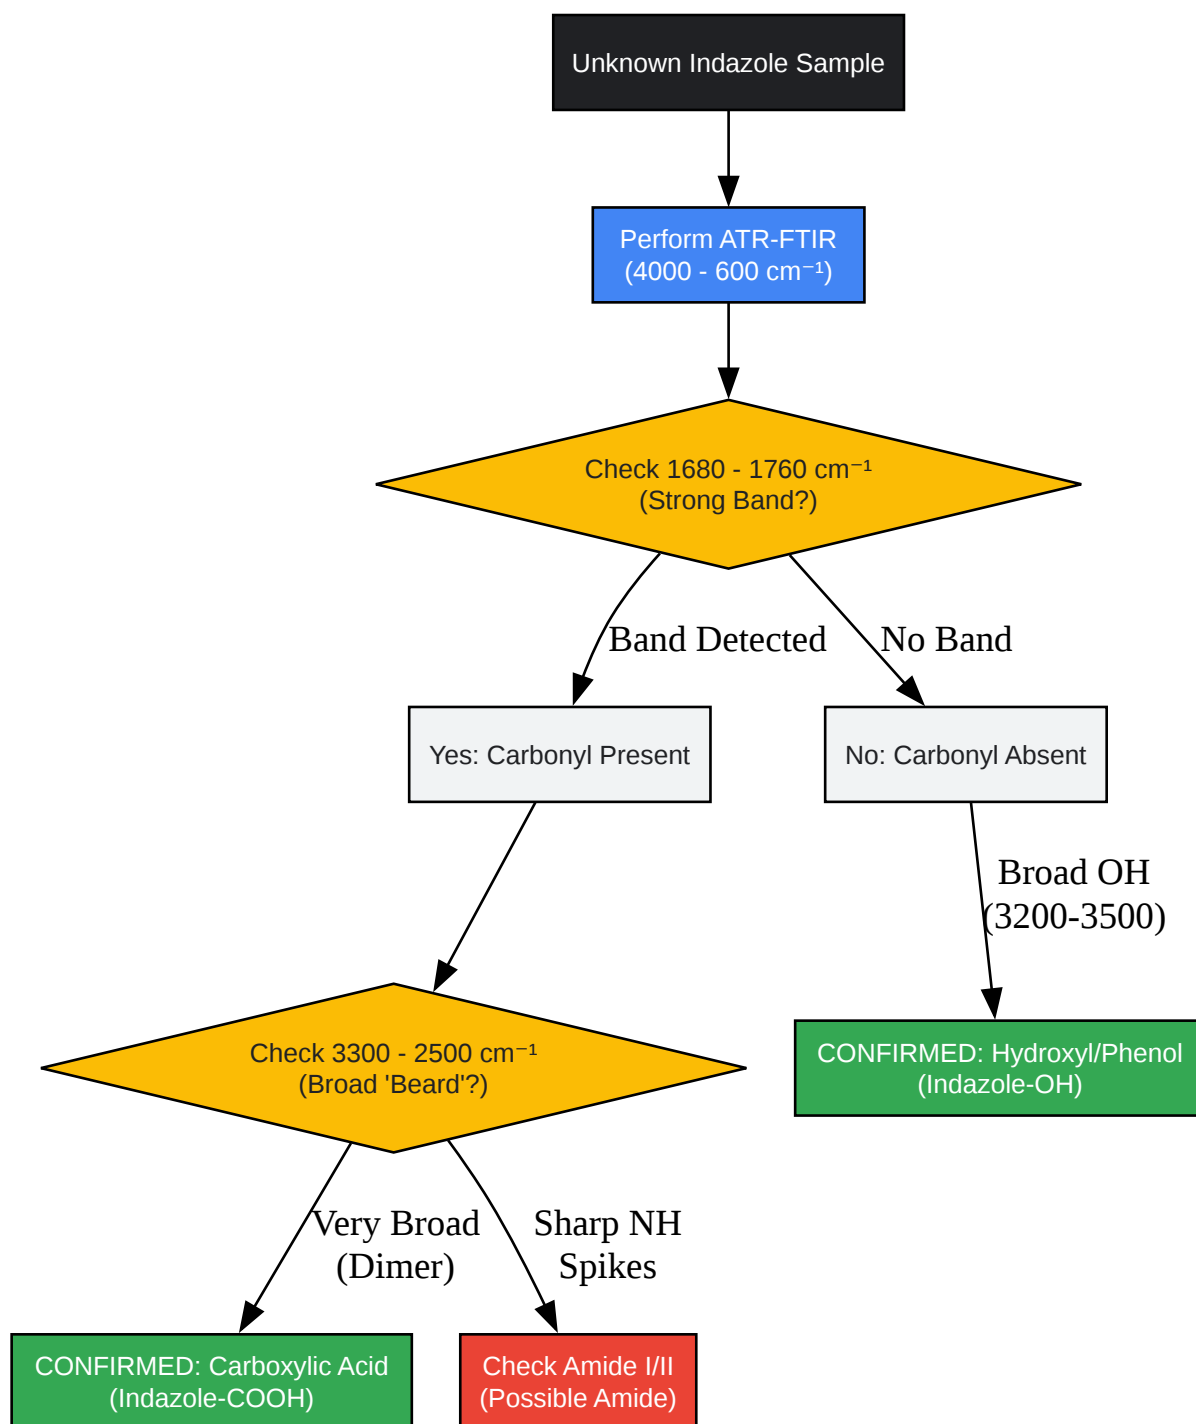 Unknown Indazole Sample
Perform ATR-FTIR
(4000 - 600 cm⁻¹)
Check 1680 - 1760 cm⁻¹
(Strong Band?)
Band Detected
No Band
Yes: Carbonyl Present
No: Carbonyl Absent
Broad OH
(3200-3500)
Check 3300 - 2500 cm⁻¹
(Broad 'Beard'?)
CONFIRMED: Hydroxyl/Phenol
(Indazole-OH)
Very Broad
(Dimer)
Sharp NH
Spikes
CONFIRMED: Carboxylic Acid
(Indazole-COOH)
Check Amide I/II
(Possible Amide)